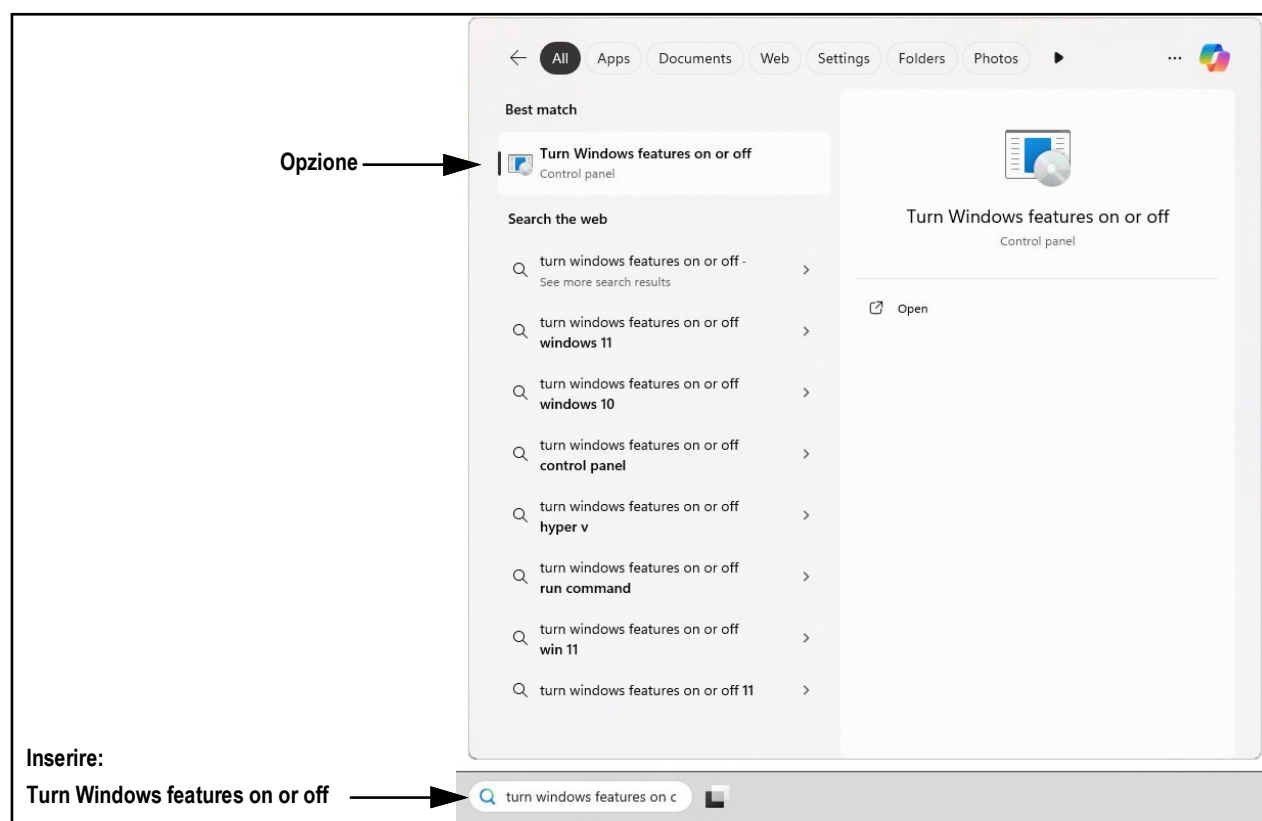 All Apps Documents Web Settings Folders Photos ...
Best match
Opzione
Turn Windows features on or off
Control panel
Search the web
turn windows features on or off -
See more search results
turn windows features on or off
windows 11
turn windows features on or off
windows 10
turn windows features on or off
control panel
turn windows features on or off
hyper v
turn windows features on or off
run command
turn windows features on or off
win 11
turn windows features on or off 11
Turn Windows features on or off
Control panel
Open
Inserire:
Turn Windows features on or off
turn windows features on c